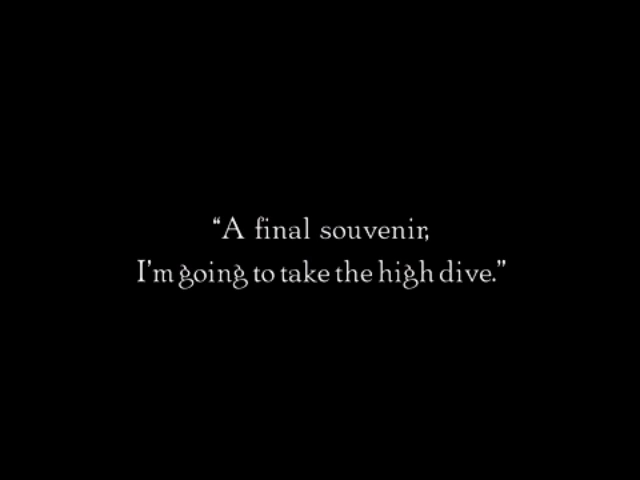 “A final souvenir,
I'm going to take the high dive.”